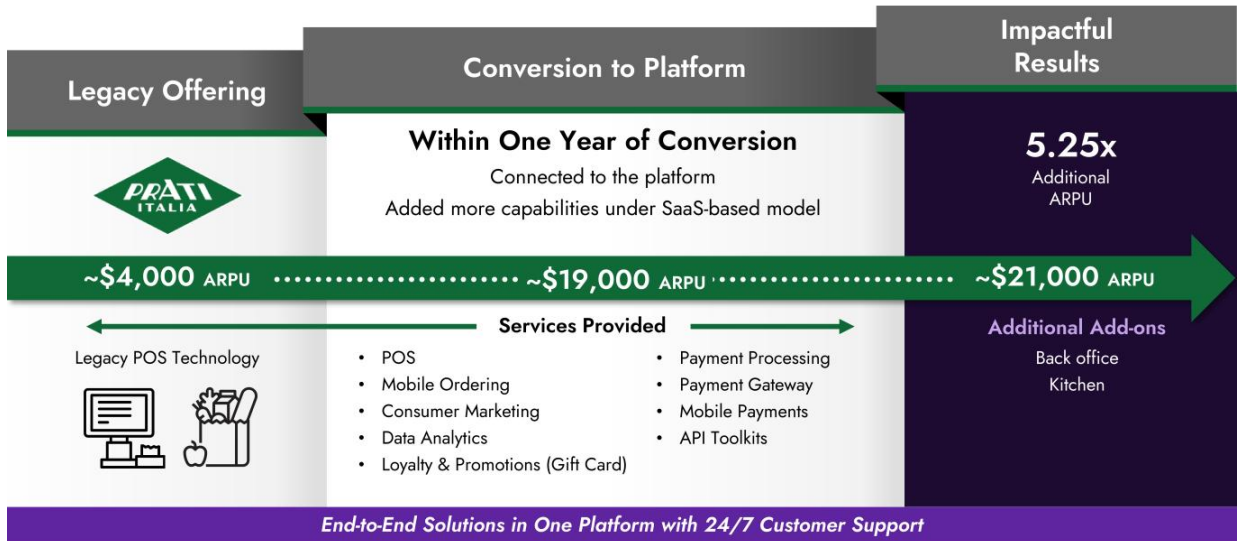 Legacy Offering
Conversion to Platform
Impactful
Results
PRATI
ITALIA
Within One Year of Conversion
Connected to the platform
Added more capabilities under SaaS-based model
5.25x
Additional
ARPU
~$4,000 ARPU
~$19,000 ARPU
~$21,000 ARPU
Services Provided
Legacy POS Technology
• POS
• Mobile Ordering
• Consumer Marketing
• Data Analytics
• Loyalty & Promotions (Gift Card)
• Payment Processing
• Payment Gateway
• Mobile Payments
• API Toolkits
Additional Add-ons
Back office
Kitchen
End-to-End Solutions in One Platform with 24/7 Customer Support